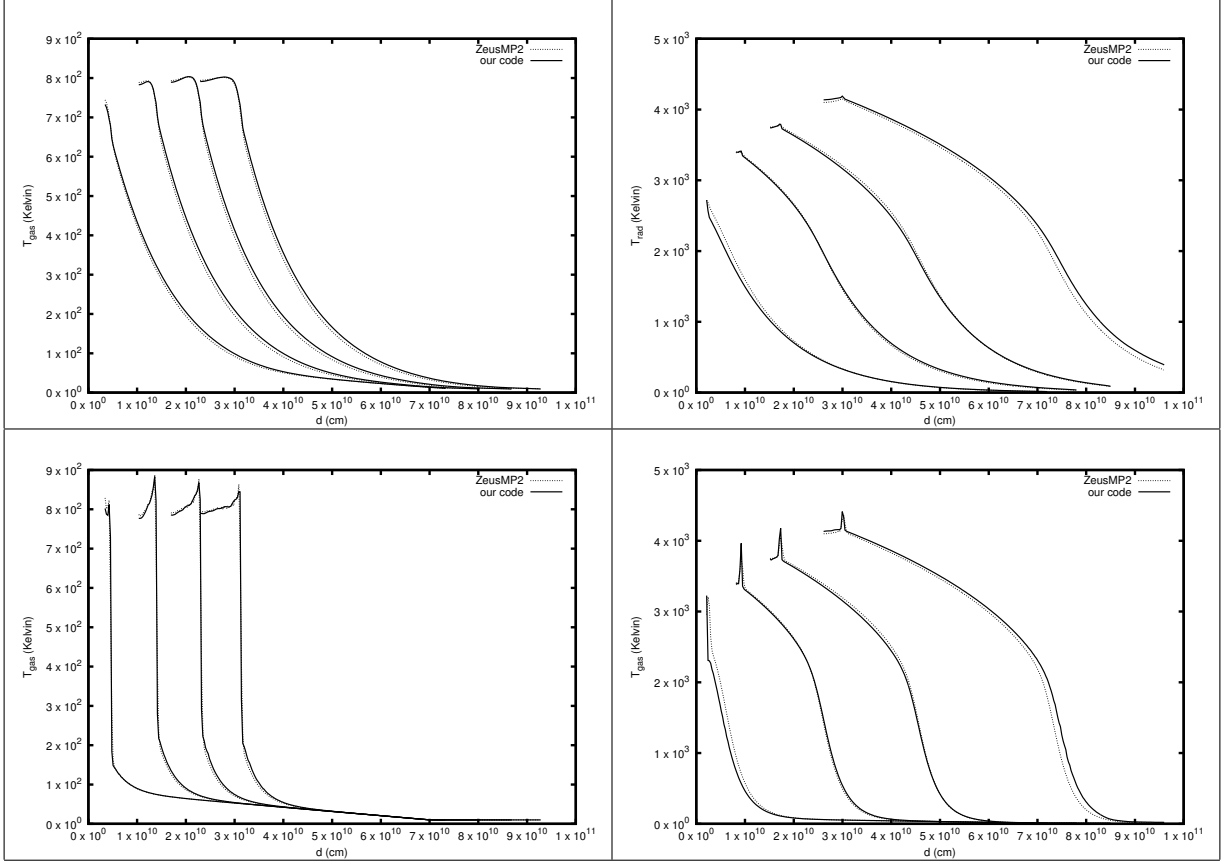 9 x 10²
8 x 10²
7 x 10²
6 x 10²
5 x 10²
4 x 10²
3 x 10²
2 x 10²
1 x 10²
0 x 10⁰
T gas (Kelvin)
ZeusMP2
our code
0 x 10⁰ 1 x 10¹⁰ 2 x 10¹⁰ 3 x 10¹⁰ 4 x 10¹⁰ 5 x 10¹⁰ 6 x 10¹⁰ 7 x 10¹⁰ 8 x 10¹⁰ 9 x 10¹⁰ 1 x 10¹¹
d (cm)
5 x 10³
4 x 10³
3 x 10³
2 x 10³
1 x 10³
0 x 10⁰
T rad (Kelvin)
ZeusMP2
our code
0 x 10⁰ 1 x 10¹⁰ 2 x 10¹⁰ 3 x 10¹⁰ 4 x 10¹⁰ 5 x 10¹⁰ 6 x 10¹⁰ 7 x 10¹⁰ 8 x 10¹⁰ 9 x 10¹⁰ 1 x 10¹¹
d (cm)
9 x 10²
8 x 10²
7 x 10²
6 x 10²
5 x 10²
4 x 10²
3 x 10²
2 x 10²
1 x 10²
0 x 10⁰
T gas (Kelvin)
ZeusMP2
our code
0 x 10⁰ 1 x 10¹⁰ 2 x 10¹⁰ 3 x 10¹⁰ 4 x 10¹⁰ 5 x 10¹⁰ 6 x 10¹⁰ 7 x 10¹⁰ 8 x 10¹⁰ 9 x 10¹⁰ 1 x 10¹¹
d (cm)
5 x 10³
4 x 10³
3 x 10³
2 x 10³
1 x 10³
0 x 10⁰
T rad (Kelvin)
ZeusMP2
our code
0 x 10⁰ 1 x 10¹⁰ 2 x 10¹⁰ 3 x 10¹⁰ 4 x 10¹⁰ 5 x 10¹⁰ 6 x 10¹⁰ 7 x 10¹⁰ 8 x 10¹⁰ 9 x 10¹⁰ 1 x 10¹¹
d (cm)